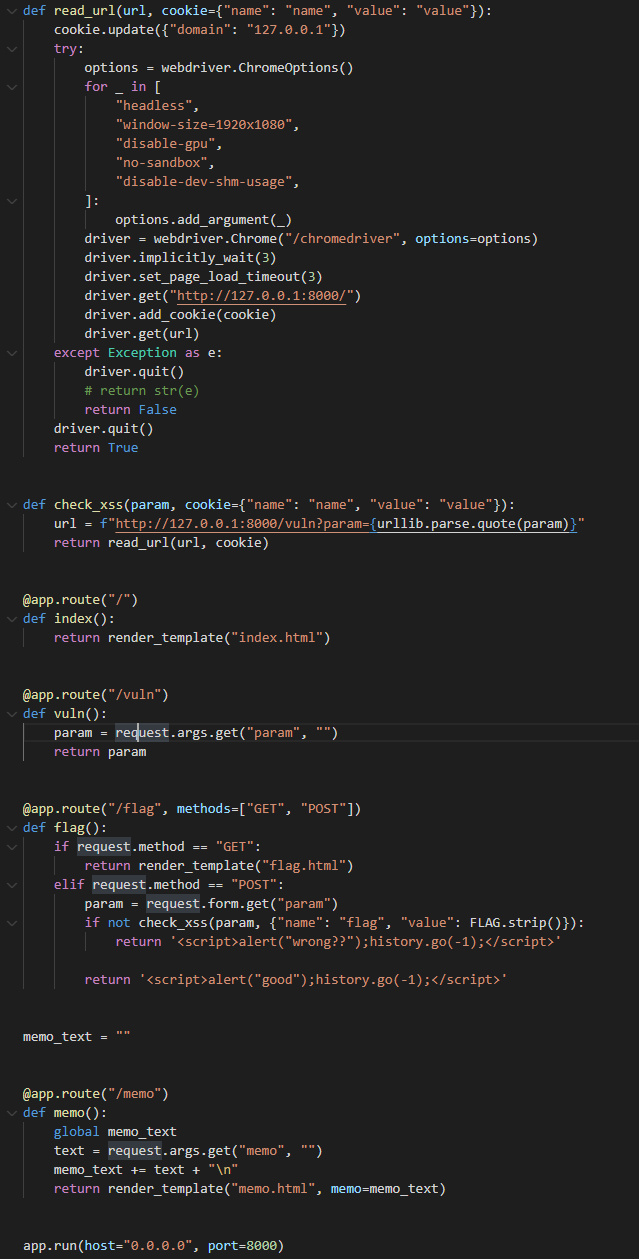 def read_url(url, cookie={"name": "name", "value": "value"}):
    cookie.update({"domain": "127.0.0.1"})
    try:
        options = webdriver.ChromeOptions()
        for _ in [
            "headless",
            "window-size=1920x1080",
            "disable-gpu",
            "no-sandbox",
            "disable-dev-shm-usage",
        ]:
            options.add_argument(_)
        driver = webdriver.Chrome("/chromedriver", options=options)
        driver.implicitly_wait(3)
        driver.set_page_load_timeout(3)
        driver.get("http://127.0.0.1:8000/")
        driver.add_cookie(cookie)
        driver.get(url)
    except Exception as e:
        driver.quit()
        # return str(e)
        return False
    driver.quit()
    return True


def check_xss(param, cookie={"name": "name", "value": "value"}):
    url = f"http://127.0.0.1:8000/vuln?param={urllib.parse.quote(param)}"
    return read_url(url, cookie)


@app.route("/")
def index():
    return render_template("index.html")


@app.route("/vuln")
def vuln():
    param = request.args.get("param", "")
    return param


@app.route("/flag", methods=["GET", "POST"])
def flag():
    if request.method == "GET":
        return render_template("flag.html")
    elif request.method == "POST":
        param = request.form.get("param")
        if not check_xss(param, {"name": "flag", "value": FLAG.strip()}):
            return '<script>alert("wrong??");history.go(-1);</script>'

        return '<script>alert("good");history.go(-1);</script>'


memo_text = ""


@app.route("/memo")
def memo():
    global memo_text
    text = request.args.get("memo", "")
    memo_text += text + "\n"
    return render_template("memo.html", memo=memo_text)


app.run(host="0.0.0.0", port=8000)